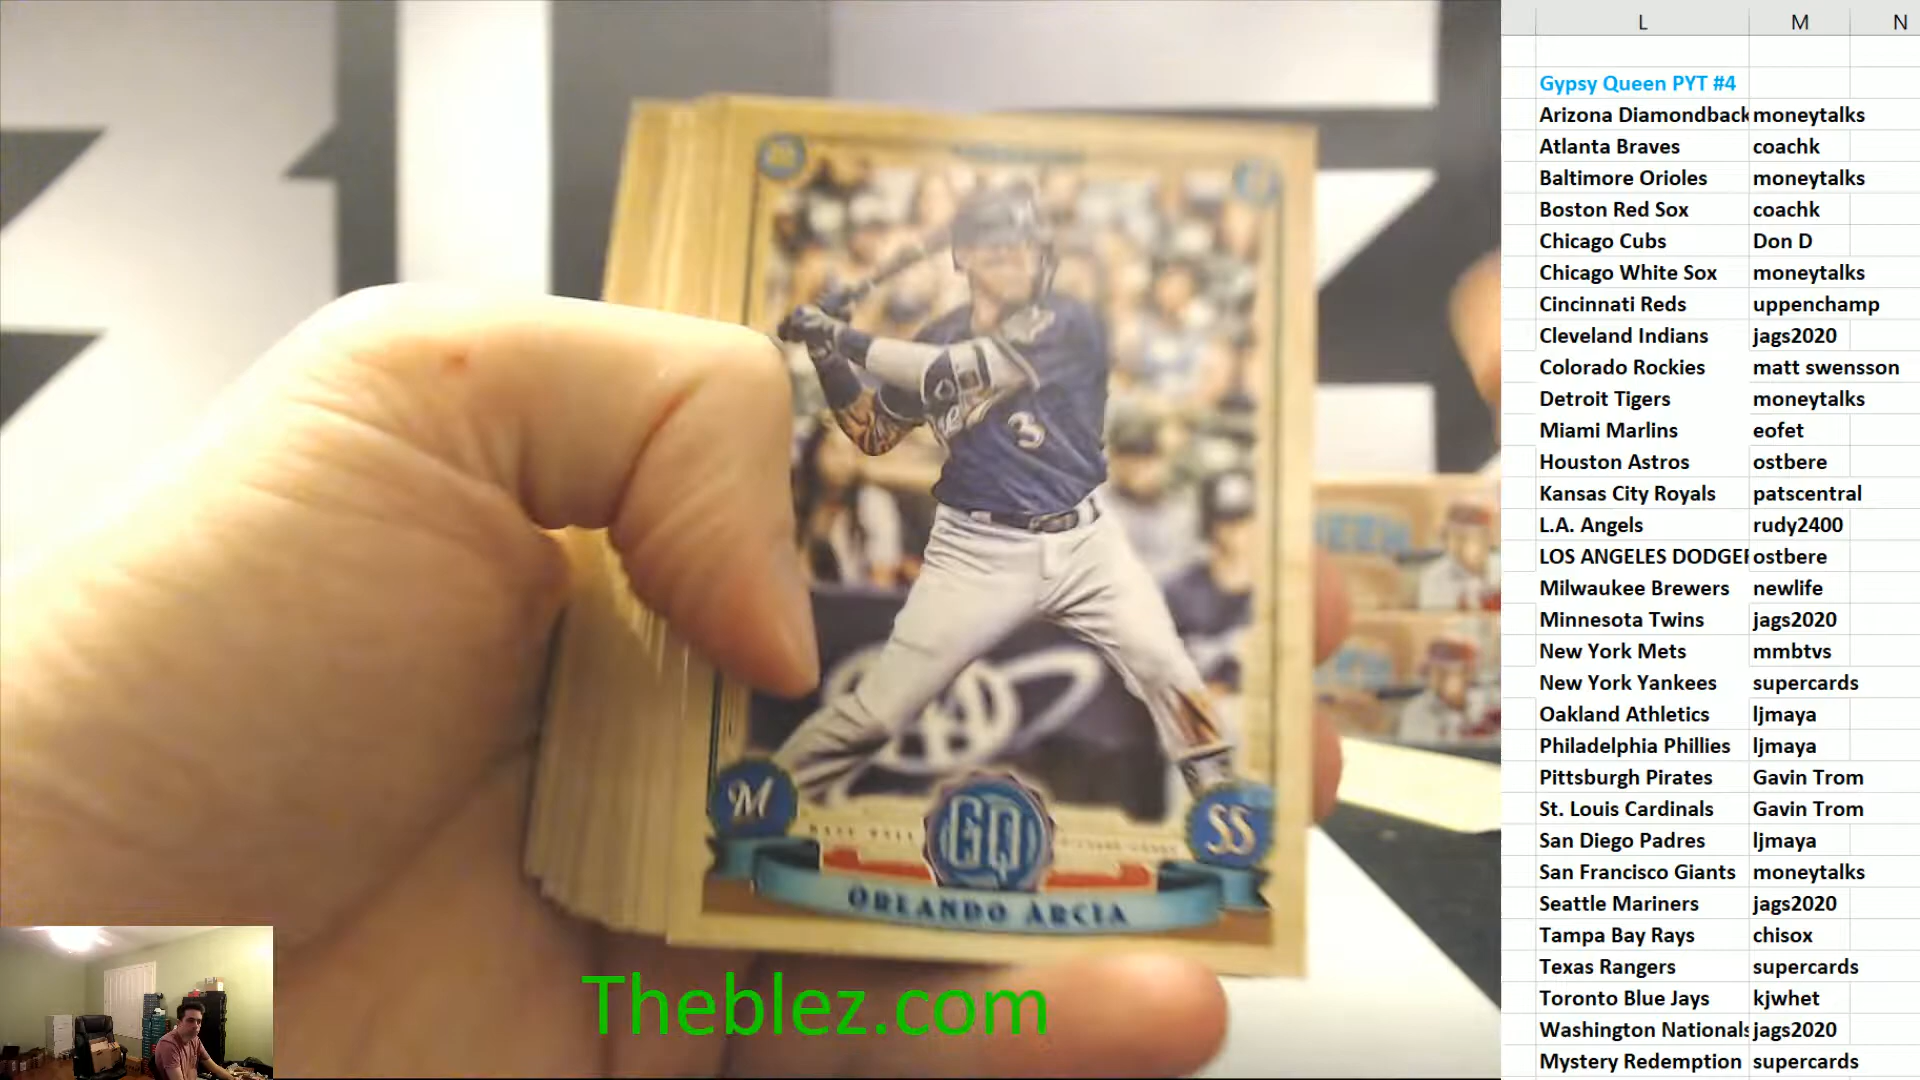 L M N
Gypsy Queen PYT #4
Arizona Diamondback moneytalks
Atlanta Braves coachk
Baltimore Orioles moneytalks
Boston Red Sox coachk
Chicago Cubs Don D
Chicago White Sox moneytalks
Cincinnati Reds uppenchamp
Cleveland Indians jags2020
Colorado Rockies matt swensson
Detroit Tigers moneytalks
Miami Marlins eofet
Houston Astros ostbere
Kansas City Royals patscentral
L.A. Angels rudy2400
LOS ANGELES DODGER ostbere
Milwaukee Brewers newlife
Minnesota Twins jags2020
New York Mets mmbtvs
New York Yankees supercards
Oakland Athletics ljmaya
Philadelphia Phillies ljmaya
Pittsburgh Pirates Gavin Trom
St. Louis Cardinals Gavin Trom
San Diego Padres ljmaya
San Francisco Giants moneytalks
Seattle Mariners jags2020
Tampa Bay Rays chisox
Texas Rangers supercards
Toronto Blue Jays kjwhet
Washington Nationals jags2020
Mystery Redemption supercards
3
M
GQ
SS
ORLANDO ARCIA
Theblez.com